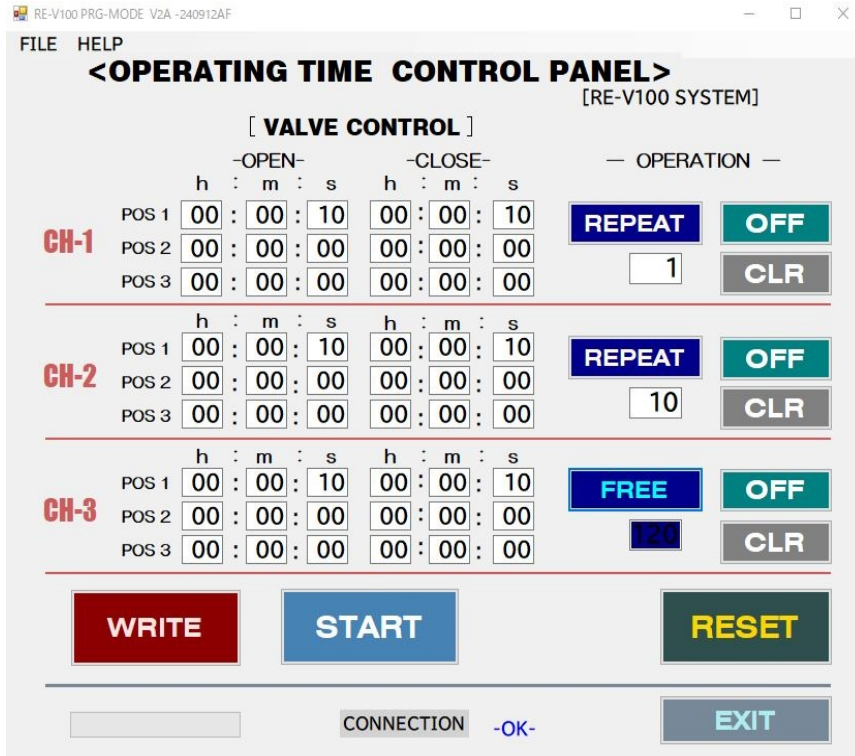 RE-V100 PRG-MODE V2A -240912AF
FILE HELP
<OPERATING TIME CONTROL PANEL>
[RE-V100 SYSTEM]
[ VALVE CONTROL ]
-OPEN- -CLOSE- — OPERATION —
h : m : s h : m : s
CH-1
POS 1 00 : 00 : 10 00 : 00 : 10 REPEAT OFF
POS 2 00 : 00 : 00 00 : 00 : 00
1 CLR
POS 3 00 : 00 : 00 00 : 00 : 00
h : m : s h : m : s
CH-2
POS 1 00 : 00 : 10 00 : 00 : 10 REPEAT OFF
POS 2 00 : 00 : 00 00 : 00 : 00
10 CLR
POS 3 00 : 00 : 00 00 : 00 : 00
h : m : s h : m : s
CH-3
POS 1 00 : 00 : 10 00 : 00 : 10 FREE OFF
POS 2 00 : 00 : 00 00 : 00 : 00
120 CLR
POS 3 00 : 00 : 00 00 : 00 : 00
WRITE START RESET
CONNECTION -OK- EXIT